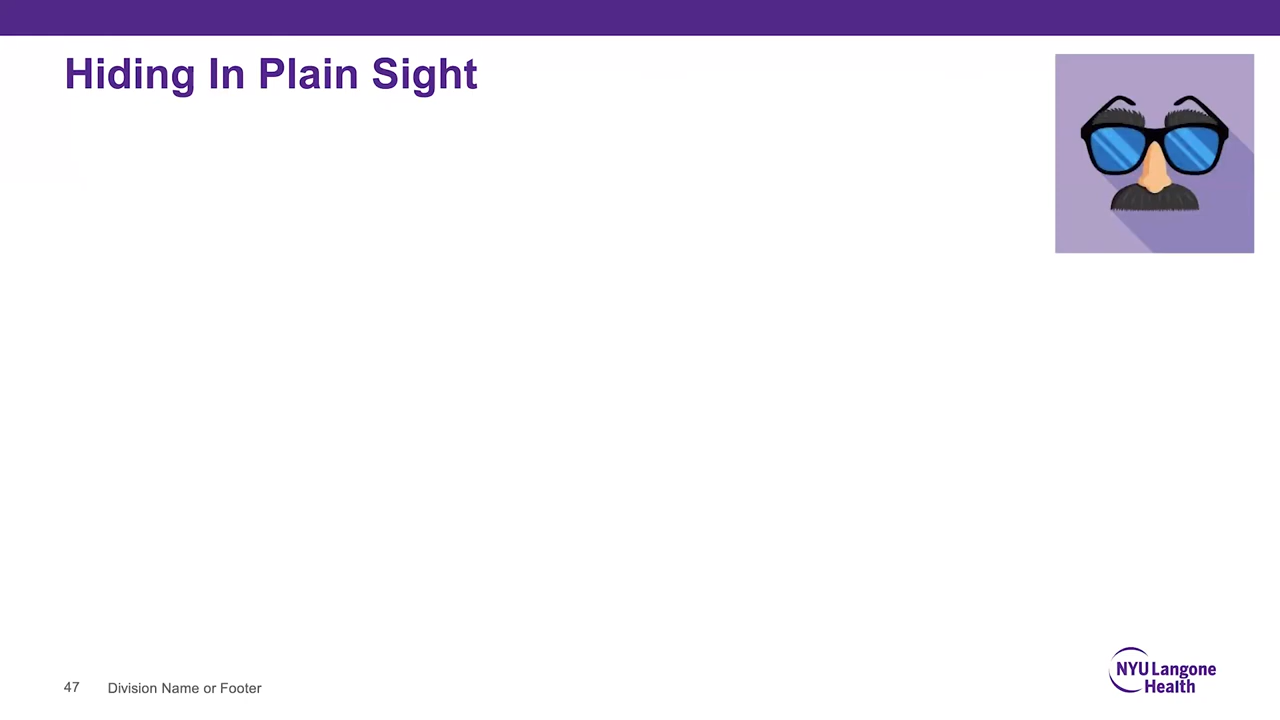 Hiding In Plain Sight
47
Division Name or Footer
NYU Langone
Health